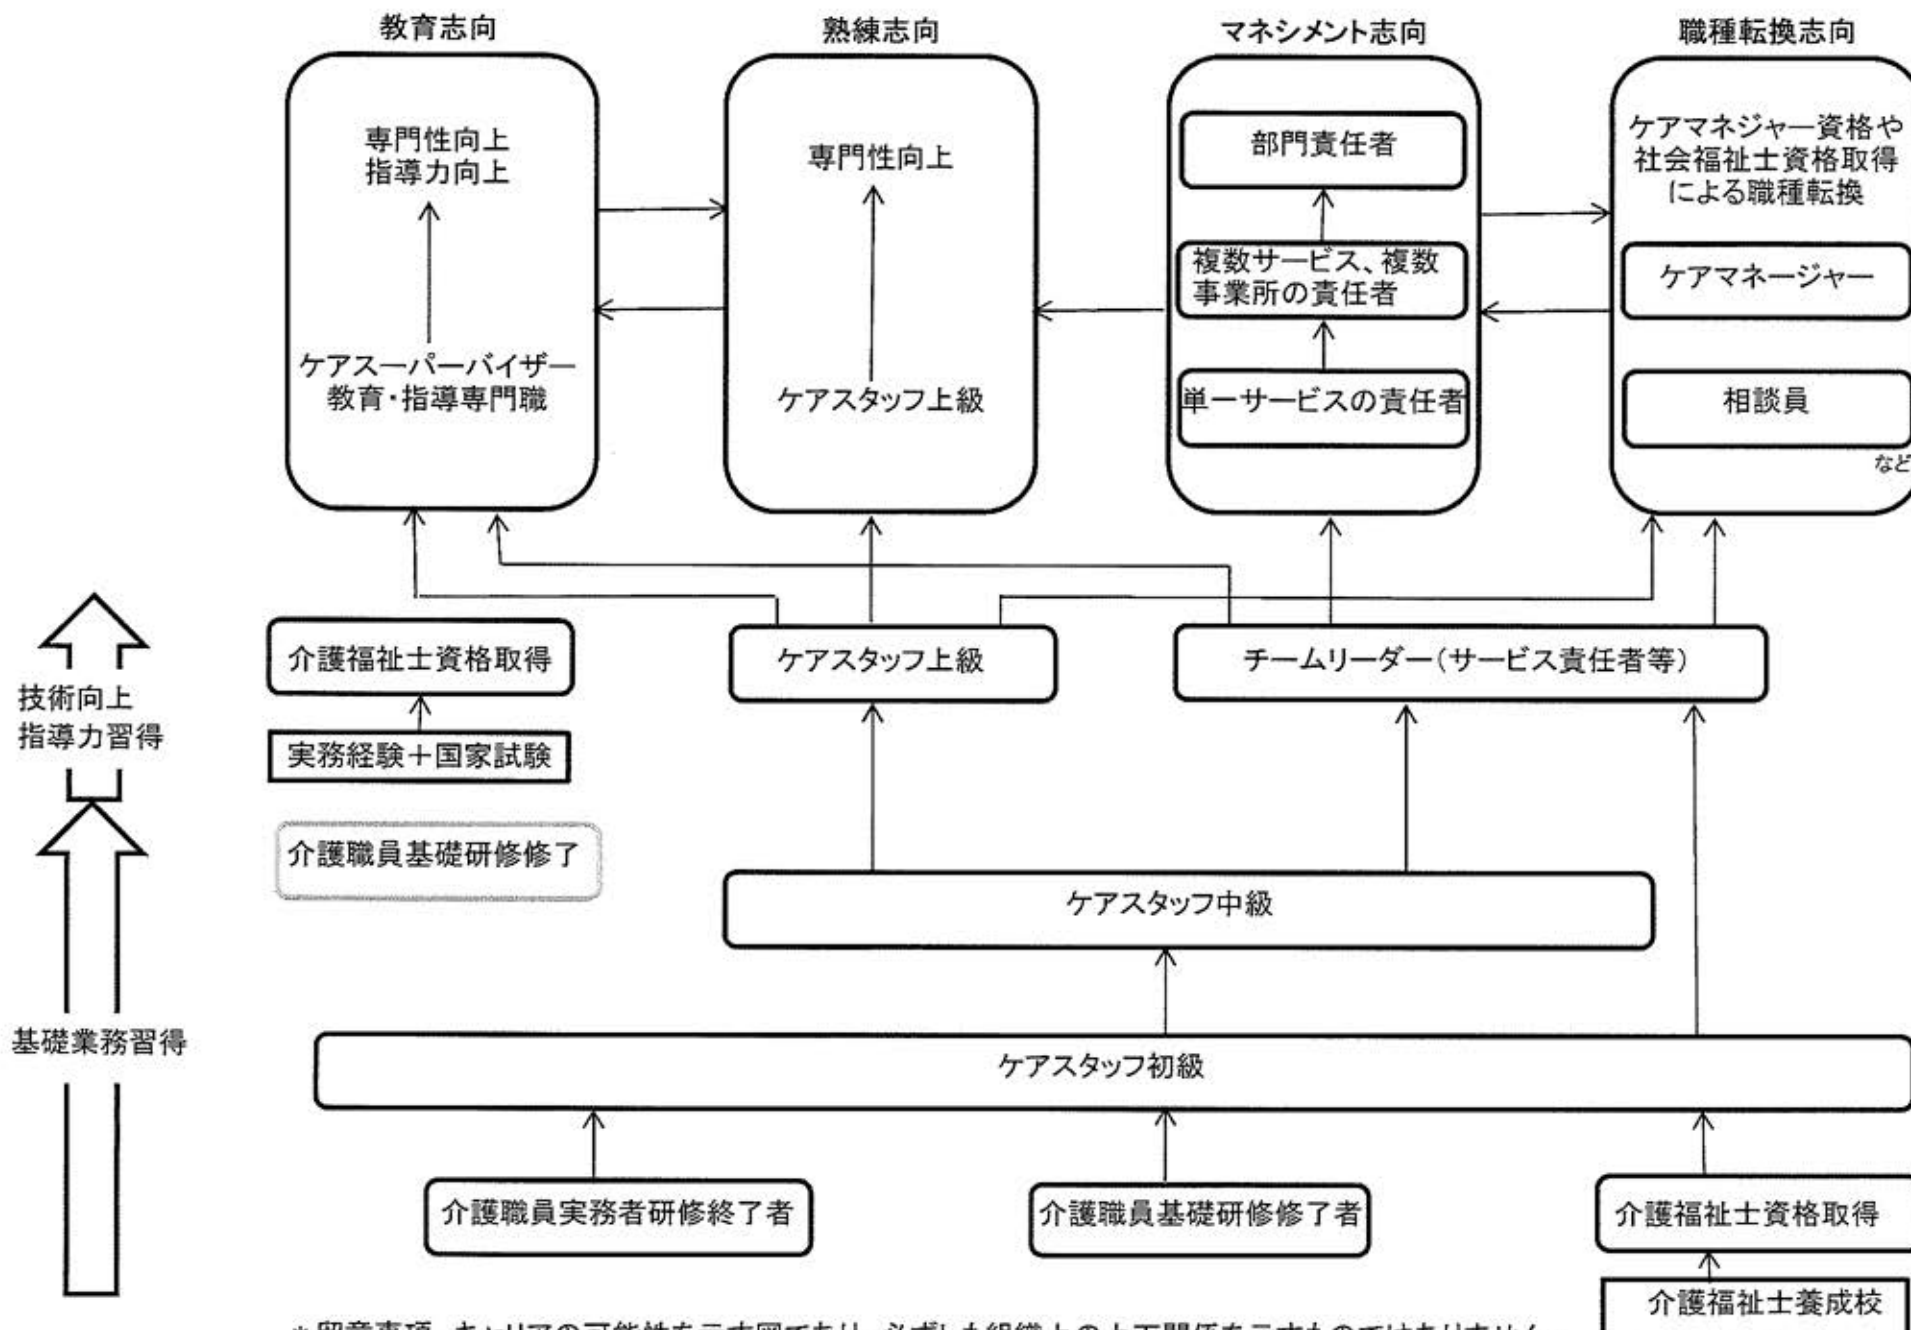 教育志向
熟練志向
マネシメント志向
職種転換志向
専門性向上
指導力向上
ケアスーパーバイザー
教育・指導専門職
専門性向上
ケアスタッフ上級
部門責任者
複数サービス、複数
事業所の責任者
単一サービスの責任者
ケアマネジャー資格や
社会福祉士資格取得
による職種転換
ケアマネージャー
相談員
など
技術向上
指導力習得
介護福祉士資格取得
実務経験＋国家試験
介護職員基礎研修修了
ケアスタッフ上級
チームリーダー（サービス責任者等）
ケアスタッフ中級
基礎業務習得
ケアスタッフ初級
介護職員実務者研修終了者
介護職員基礎研修修了者
介護福祉士資格取得
介護福祉士養成校